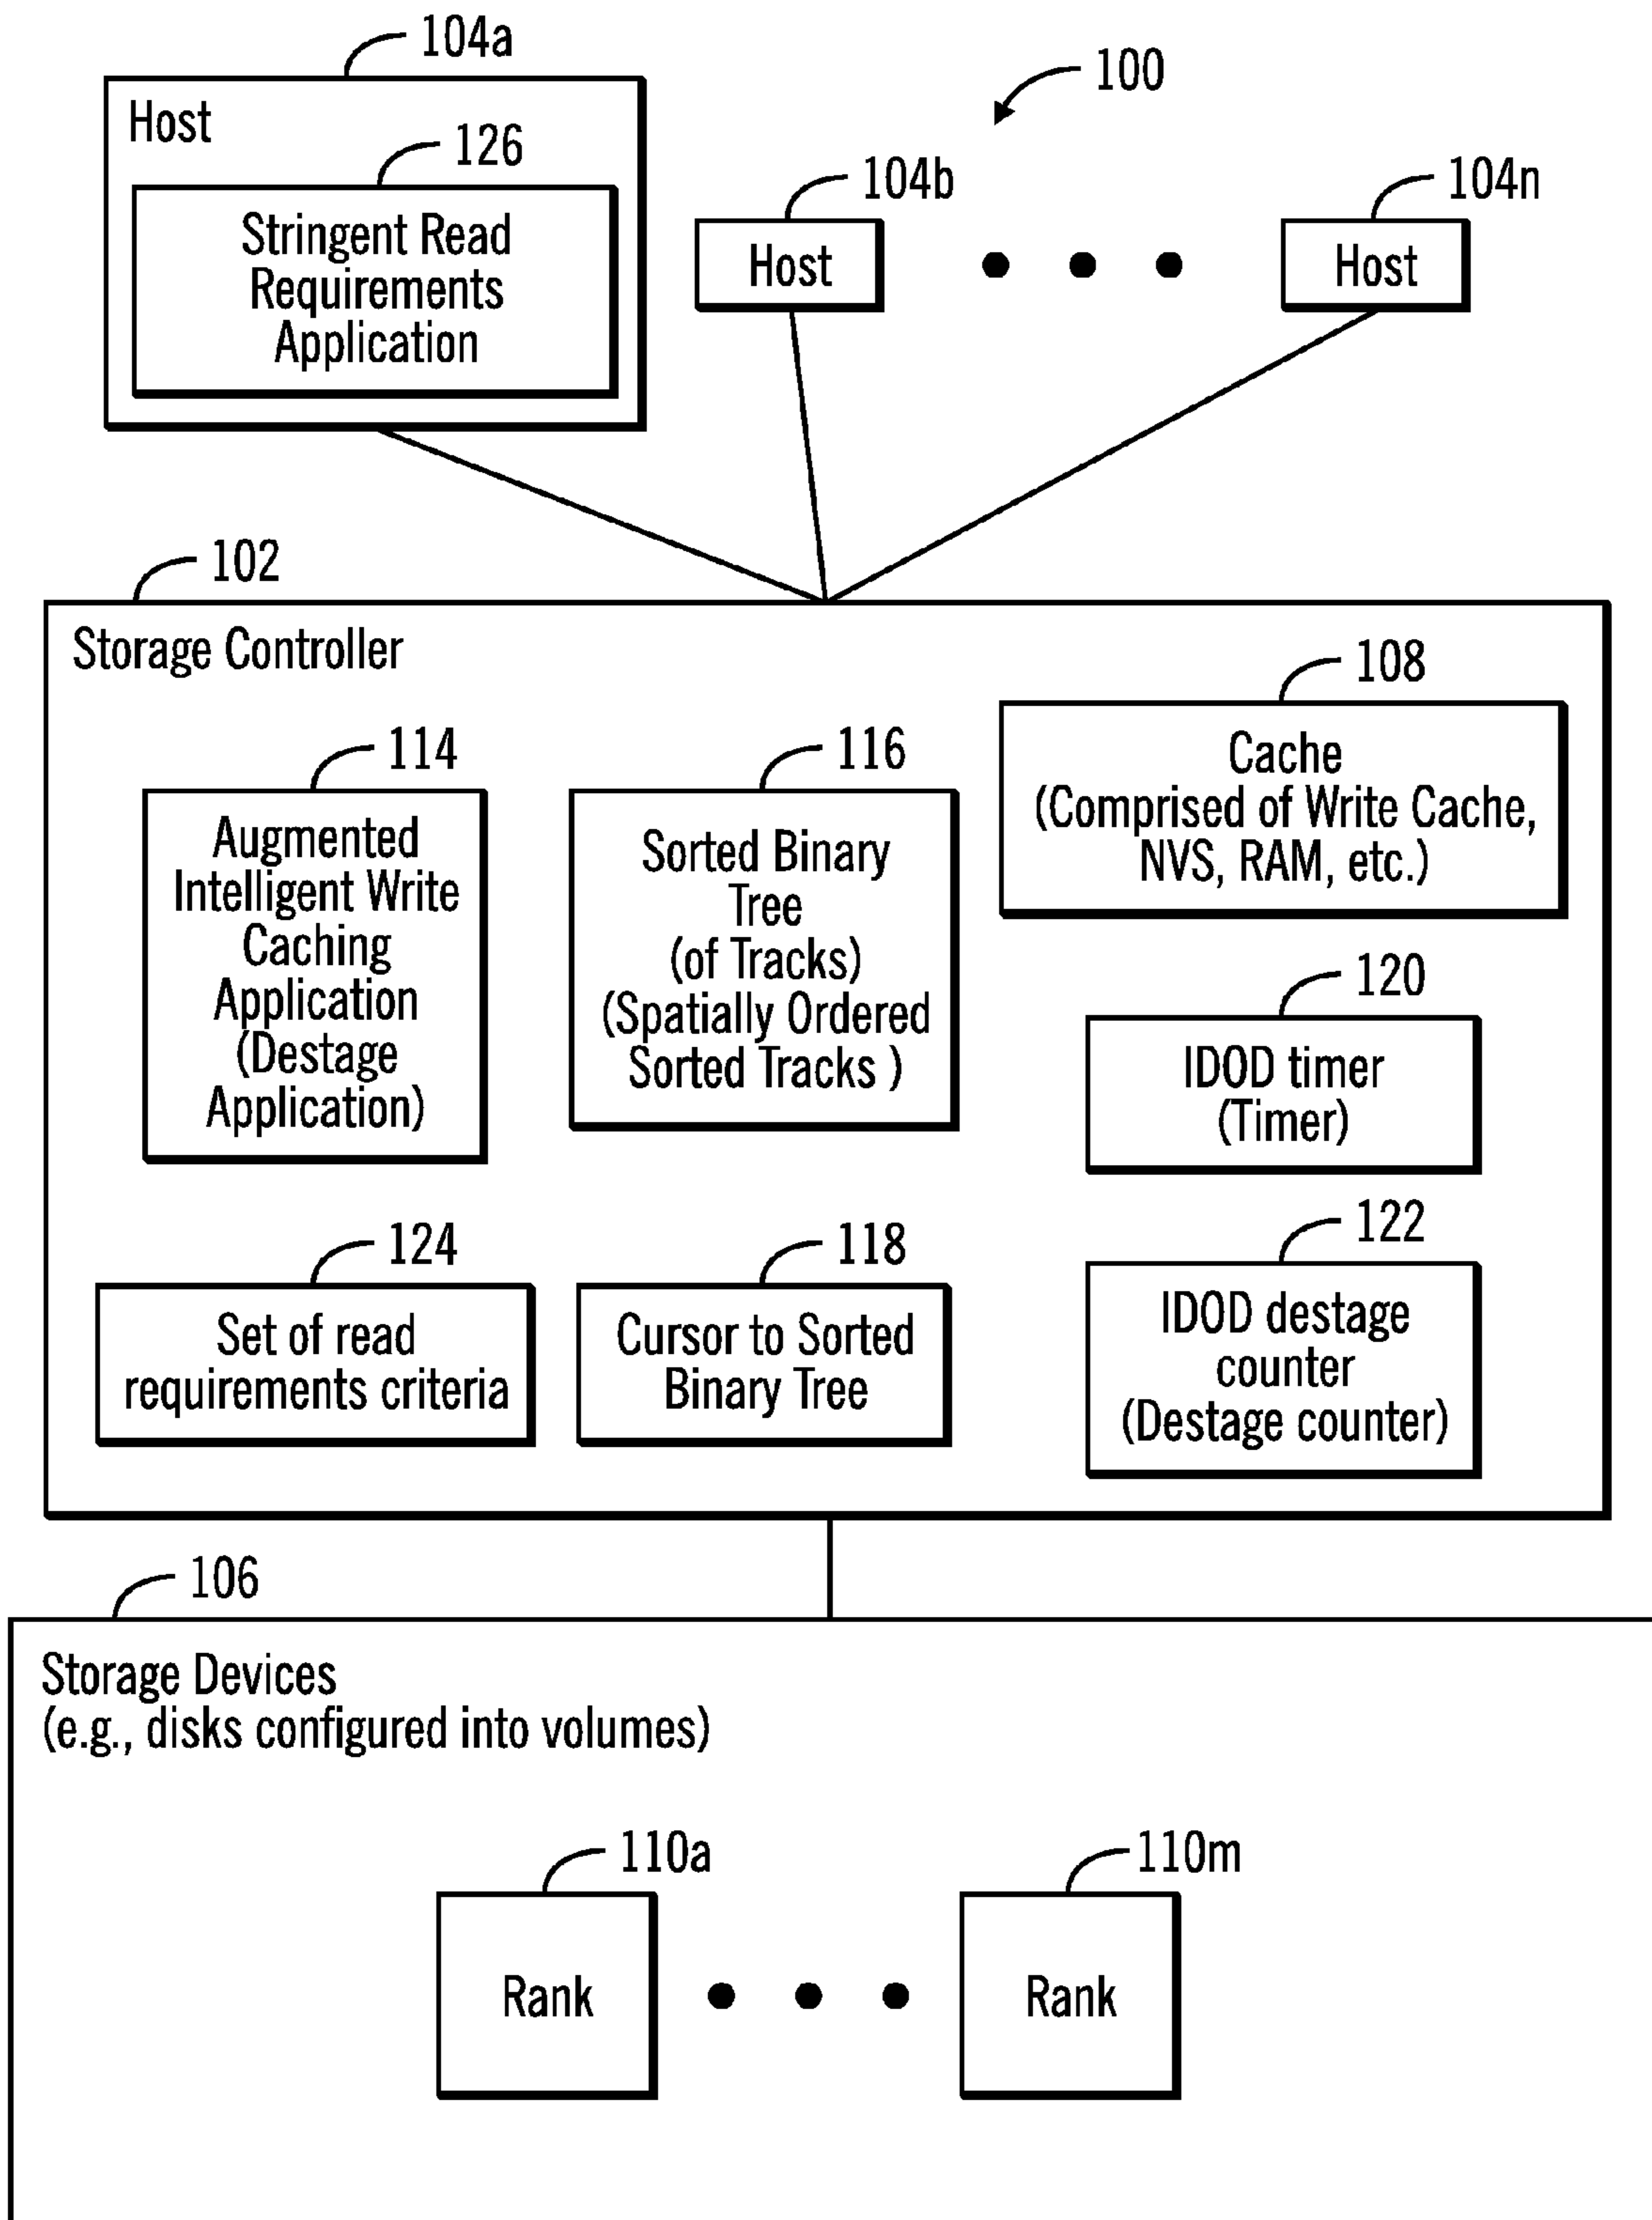 104a
100
Host
126
Stringent Read
Requirements
Application
104b
Host
104n
Host
102
Storage Controller
108
Cache
(Comprised of Write Cache,
NVS, RAM, etc.)
114
Augmented
Intelligent Write
Caching
Application
(Destage
Application)
116
Sorted Binary
Tree
(of Tracks)
(Spatially Ordered
Sorted Tracks )
120
IDOD timer
(Timer)
124
Set of read
requirements criteria
118
Cursor to Sorted
Binary Tree
122
IDOD destage
counter
(Destage counter)
106
Storage Devices
(e.g., disks configured into volumes)
110a
Rank
110m
Rank